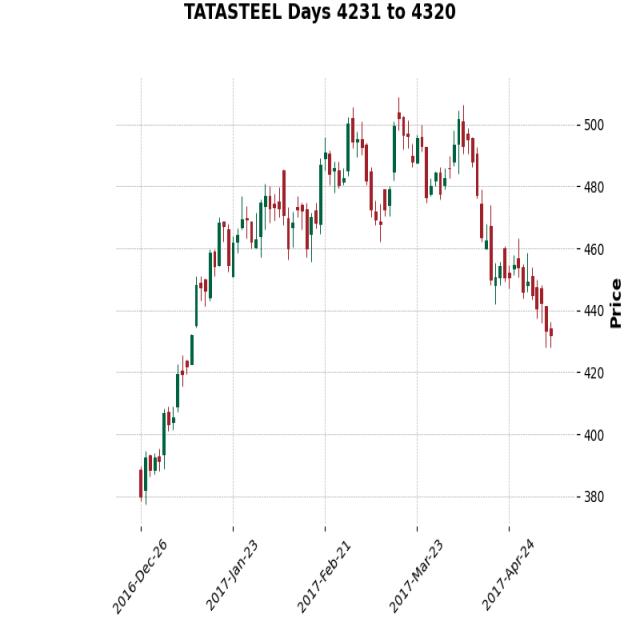 TATASTEEL Days 4231 to 4320
500
480
460
440
420
400
380
Price
2016-Dec-26
2017-Jan-23
2017-Feb-21
2017-Mar-23
2017-Apr-24